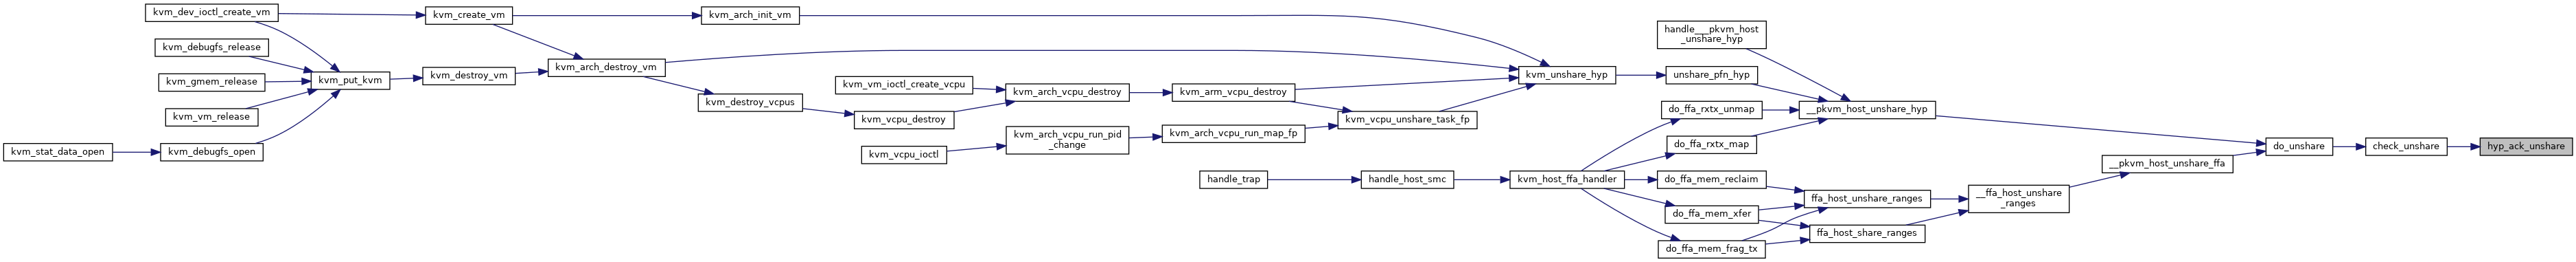 kvm_dev_ioctl_create_vm
kvm_debugfs_release
kvm_gmem_release
kvm_vm_release
kvm_stat_data_open
kvm_debugfs_open
kvm_put_kvm
kvm_create_vm
kvm_destroy_vm
kvm_arch_destroy_vm
kvm_arch_init_vm
kvm_destroy_vcpus
kvm_vm_ioctl_create_vcpu
kvm_vcpu_destroy
kvm_vcpu_ioctl
kvm_arch_vcpu_destroy
kvm_arch_vcpu_run_pid
_change
kvm_arm_vcpu_destroy
kvm_arch_vcpu_run_map_fp
handle_trap
handle_host_smc
kvm_vcpu_unshare_task_fp
kvm_unshare_hyp
kvm_host_ffa_handler
handle___pkvm_host
_unshare_hyp
unshare_pfn_hyp
do_ffa_rxtx_unmap
do_ffa_rxtx_map
do_ffa_mem_reclaim
do_ffa_mem_xfer
do_ffa_mem_frag_tx
__pkvm_host_unshare_hyp
ffa_host_unshare_ranges
ffa_host_share_ranges
__ffa_host_unshare
_ranges
__pkvm_host_unshare_ffa
do_unshare
check_unshare
hyp_ack_unshare